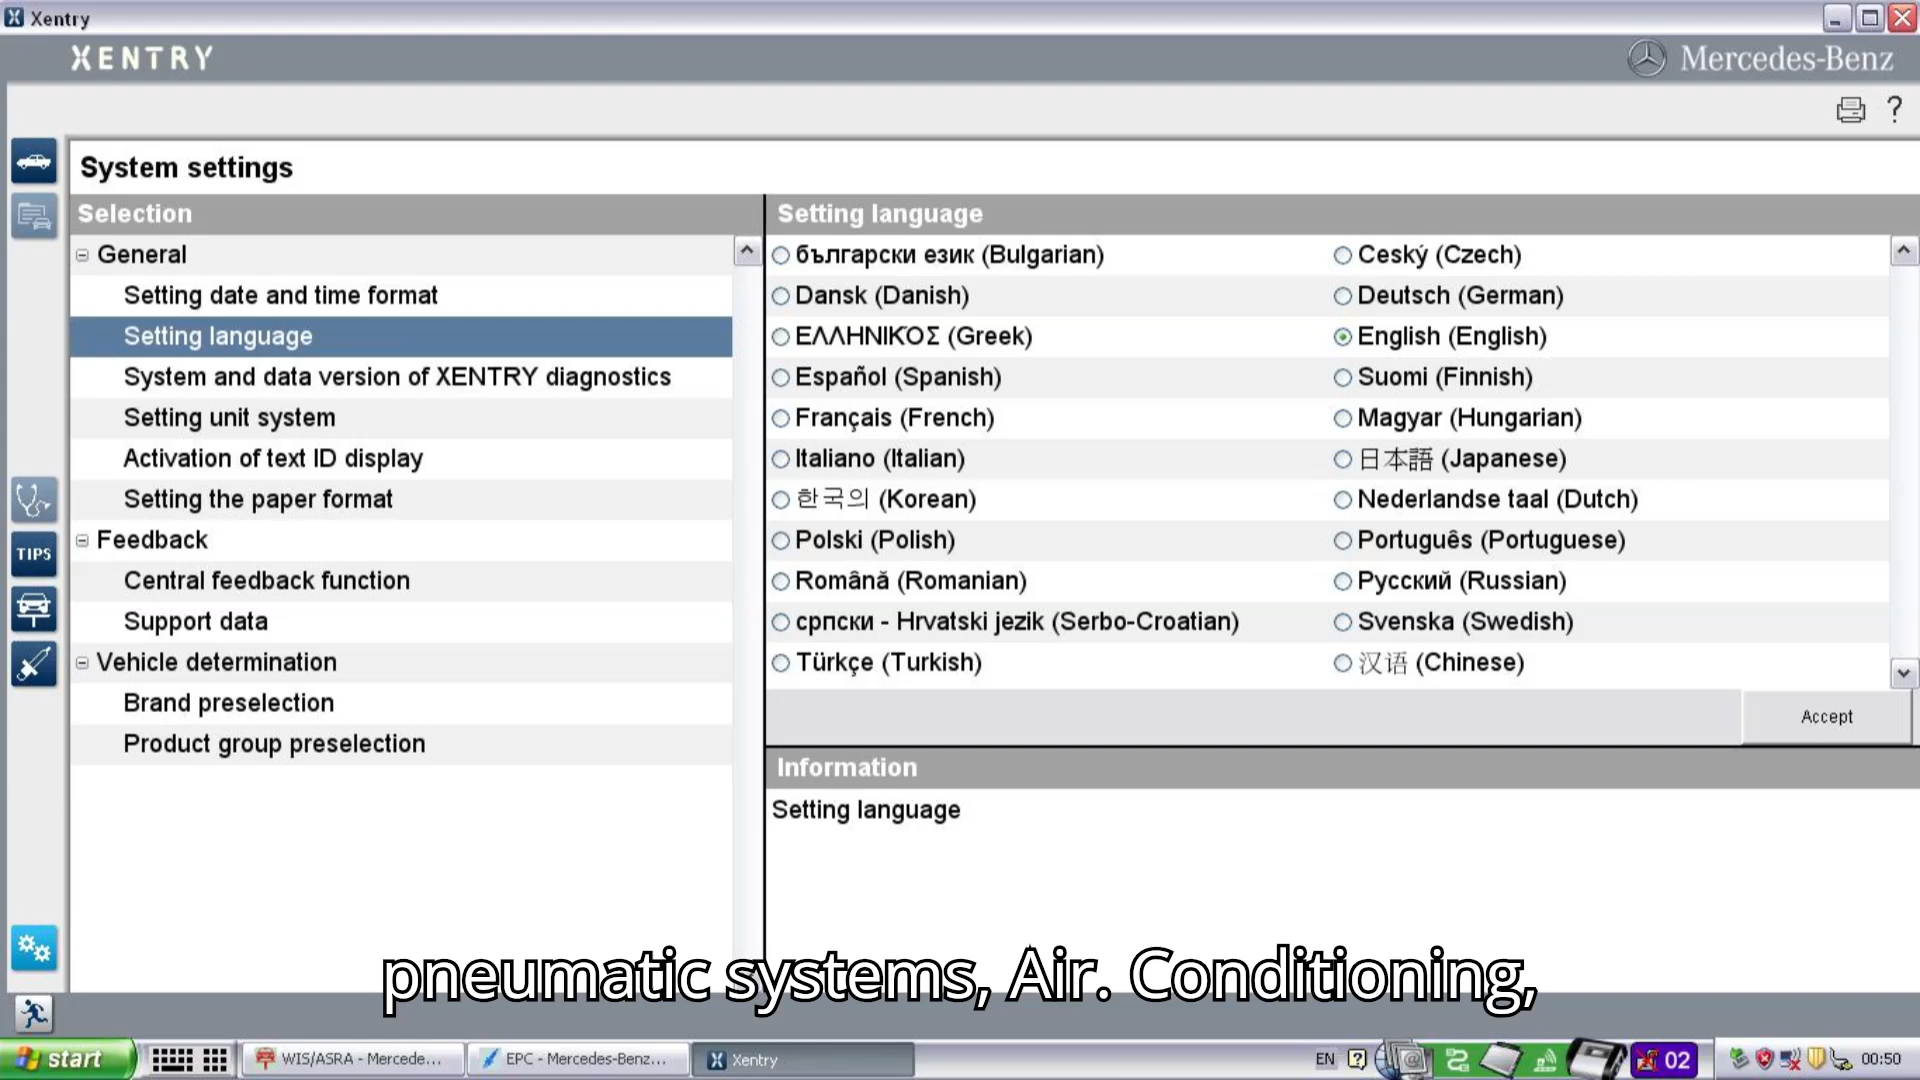 Xentry
XENTRY
Mercedes-Benz
?
System settings
Selection
Setting language
General
Setting date and time format
Setting language
System and data version of XENTRY diagnostics
Setting unit system
Activation of text ID display
Setting the paper format
Feedback
Central feedback function
Support data
Vehicle determination
Brand preselection
Product group preselection
TIPS
български език (Bulgarian)
Ceský (Czech)
Dansk (Danish)
Deutsch (German)
ΕΛΛΗΝΙΚΌΣ (Greek)
English (English)
Español (Spanish)
Suomi (Finnish)
Français (French)
Magyar (Hungarian)
Italiano (Italian)
日本語 (Japanese)
한국의 (Korean)
Nederlandse taal (Dutch)
Polski (Polish)
Português (Portuguese)
Română (Romanian)
Русский (Russian)
српски - Hrvatski jezik (Serbo-Croatian)
Svenska (Swedish)
Türkçe (Turkish)
汉语 (Chinese)
Accept
Information
Setting language
pneumatic systems, Air. Conditioning,
start
WIS/ASRA - Mercede...
EPC - Mercedes-Benz...
Xentry
EN
02
00:50